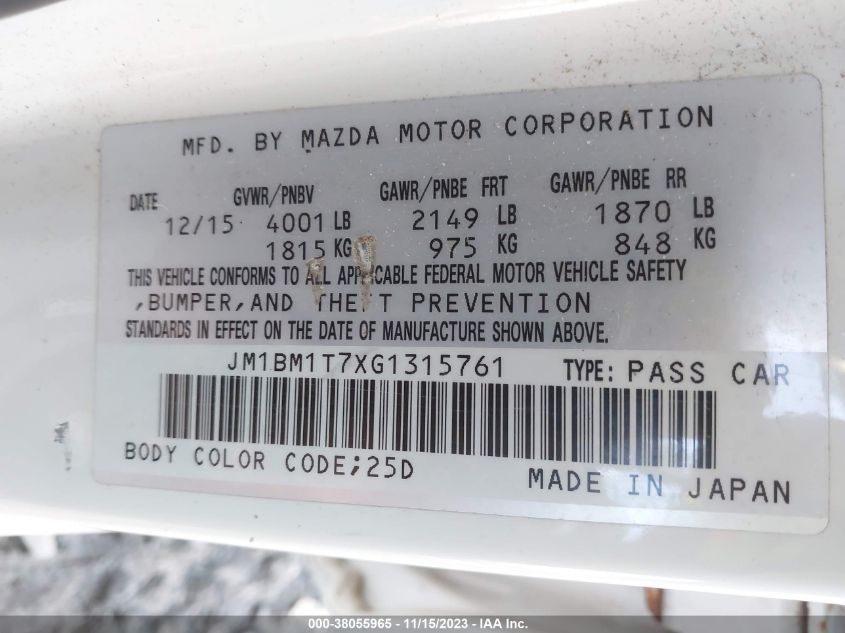 MFD. BY MAZDA MOTOR CORPORATION
DATE GVWR/PNBV GAWR/PNBE FRT GAWR/PNBE RR
12/15 4001 LB 2149 LB 1870 LB
1815 KG 975 KG 848 KG
THIS VEHICLE CONFORMS TO ALL APPLICABLE FEDERAL MOTOR VEHICLE SAFETY
,BUMPER,AND THEFT PREVENTION
STANDARDS IN EFFECT ON THE DATE OF MANUFACTURE SHOWN ABOVE.
JM1BM1T7XG1315761 TYPE: PASS CAR
BODY COLOR CODE;25D
MADE IN JAPAN
000-38055965 - 11/15/2023 - IAA Inc.